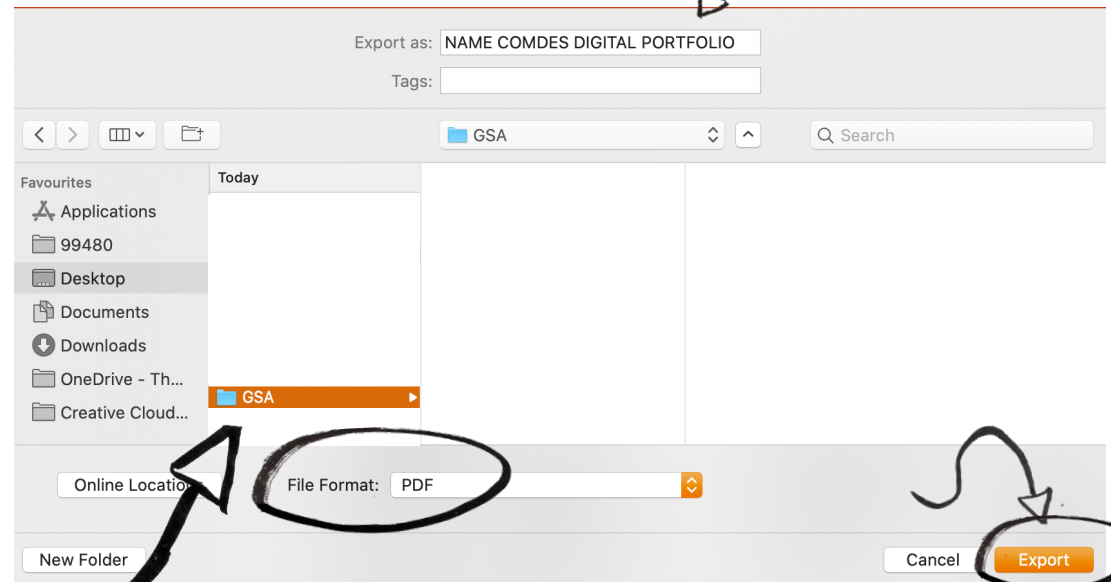 Export as: NAME COMDES DIGITAL PORTFOLIO
Tags:
GSA
Search
Favourites
Today
Applications
99480
Desktop
Documents
Downloads
OneDrive - Th...
GSA
Creative Cloud...
Online Location
File Format: PDF
New Folder
Cancel
Export